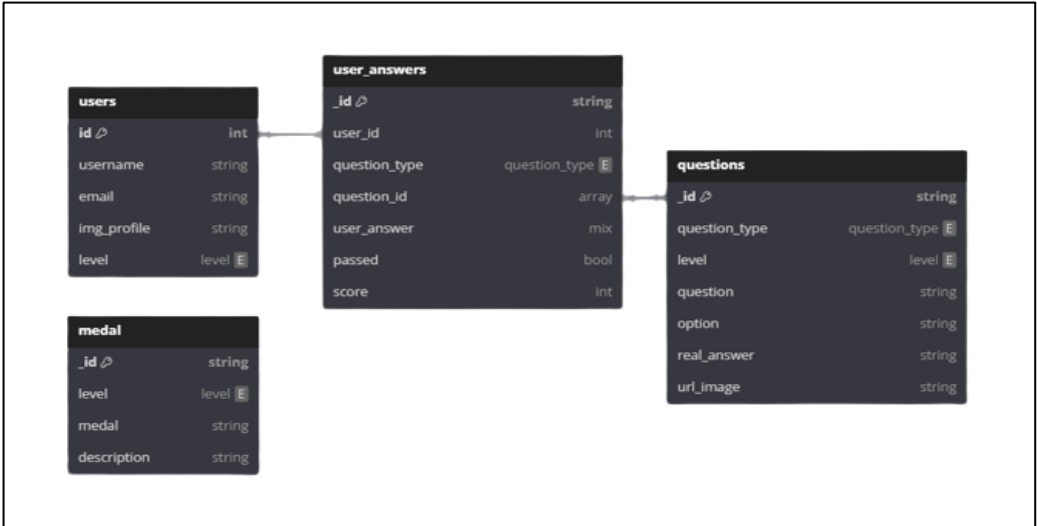 users
id int
username string
email string
img_profile string
level level E
user_answers
_id string
user_id int
question_type question_type E
question_id array
user_answer mix
passed bool
score int
questions
_id string
question_type question_type E
level level E
question string
option string
real_answer string
url_image string
medal
_id string
level level E
medal string
description string